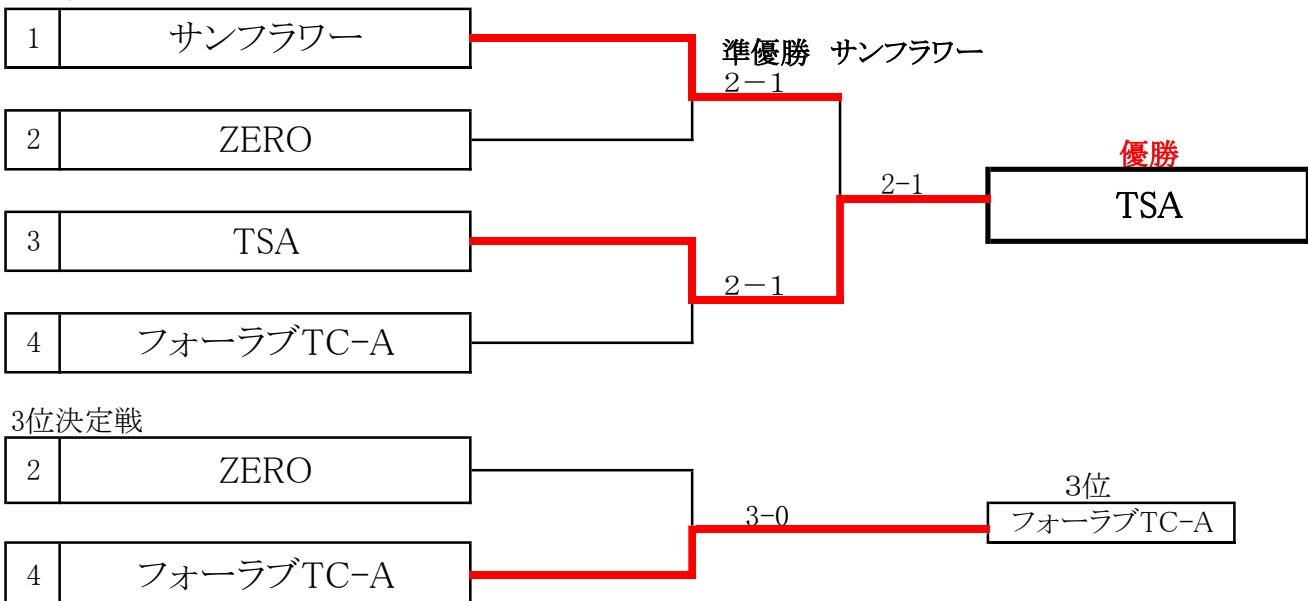 1 サンフラワー
準優勝 サンフラワー
2－1
2 ZERO
優勝
2-1
TSA
3 TSA
2－1
4 フォーラブTC-A
3位決定戦
2 ZERO
3位
3-0
フォーラブTC-A
4 フォーラブTC-A